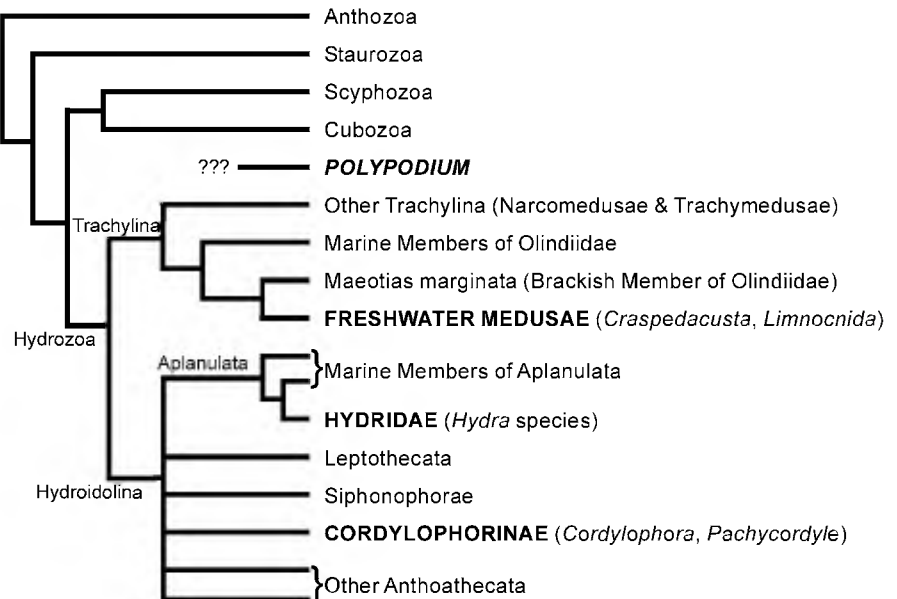 Anthozoa
Staurozoa
Scyphozoa
Cubozoa
??? POLYPODIUM
Other Trachylina (Narcomedusae & Trachymedusae)
Trachylina
Marine Members of Olindiidae
Maeotias marginata (Brackish Member of Olindiidae)
FRESHWATER MEDUSAE (Craspedacusta, Limnocnida)
Hydrozoa
Aplanulata
}Marine Members of Aplanulata
HYDRIDAE (Hydra species)
Leptothecata
Hydroidolina
Siphonophorae
CORDYLOPHORINAE (Cordylophora, Pachycordyle)
}Other Anthoathecata